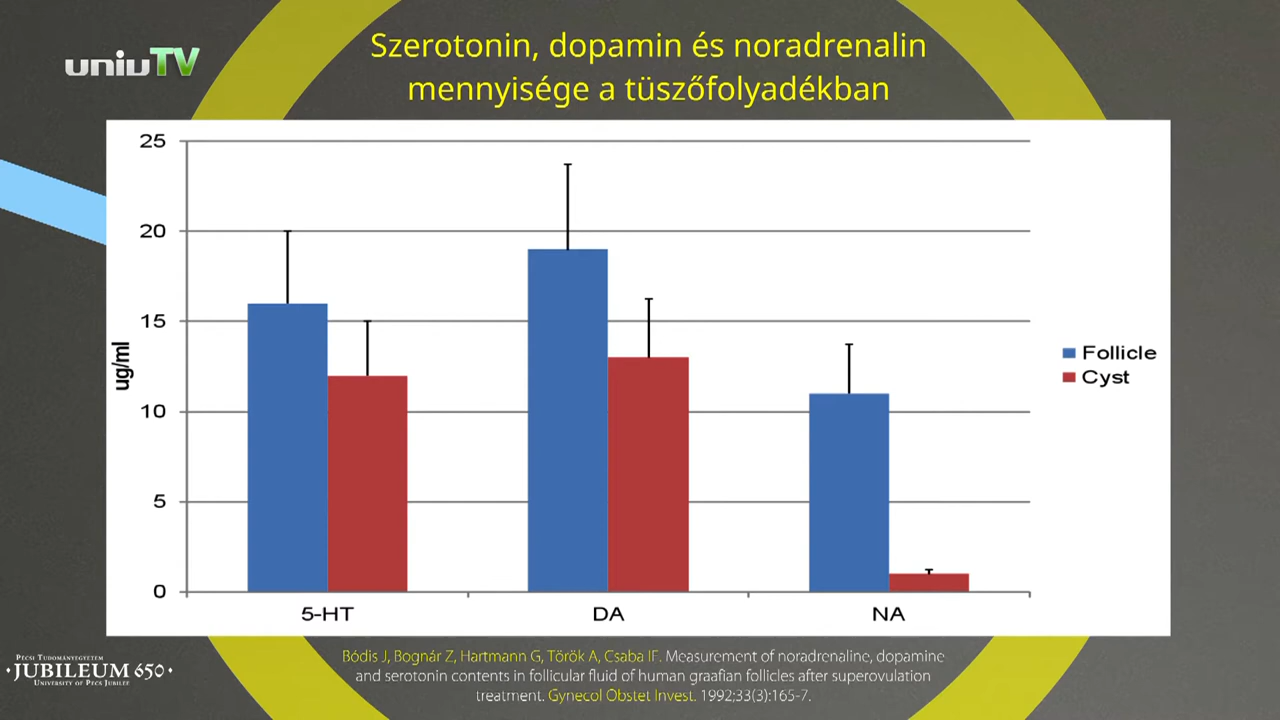 uniuTV
Szerotonin, dopamin és noradrenalin
mennyisége a tüszőfolyadékban
25
20
15
10
5
0
ug/ml
5-HT
DA
NA
Follicle
Cyst
Bódis J, Bognár Z, Hartmann G, Török A, Csaba IF. Measurement of noradrenaline, dopamine
and serotonin contents in follicular fluid of human graafian follicles after superovulation
treatment. Gynecol Obstet Invest. 1992;33(3):165-7.
Pécsi Tudományegyetem
·JUBILEUM 650·
University of Pécs Jubilee